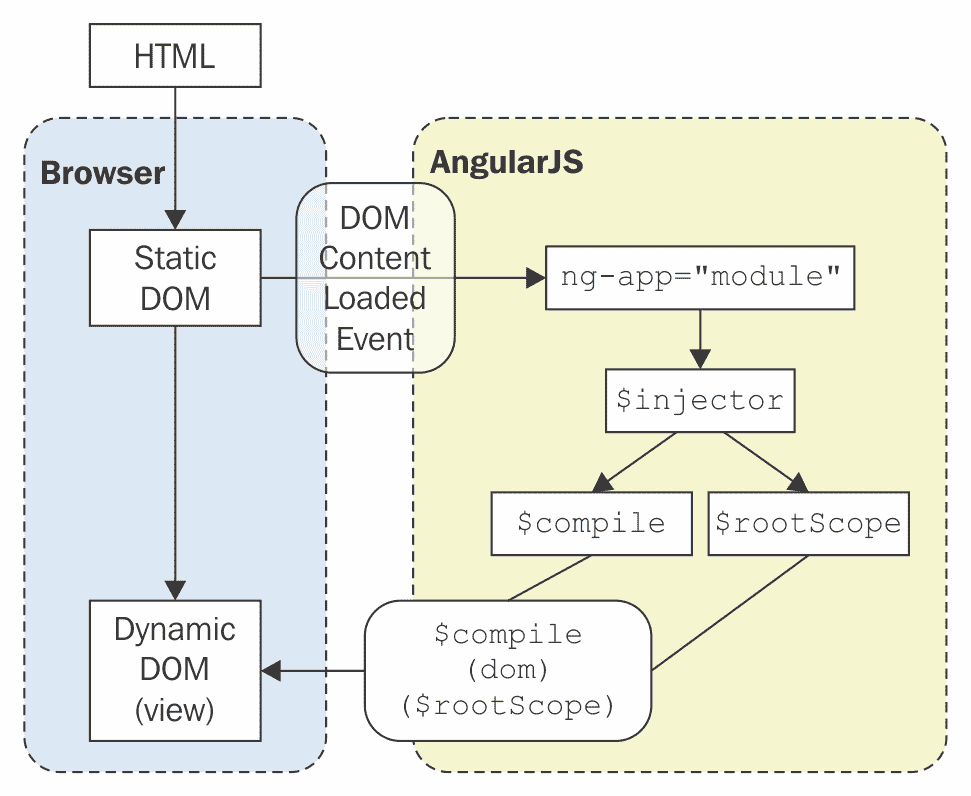 HTML
Browser
AngularJS
Static
DOM
DOM
Content
Loaded
Event
ng-app="module"
$injector
$compile
$rootScope
Dynamic
DOM
(view)
$compile
(dom)
($rootScope)